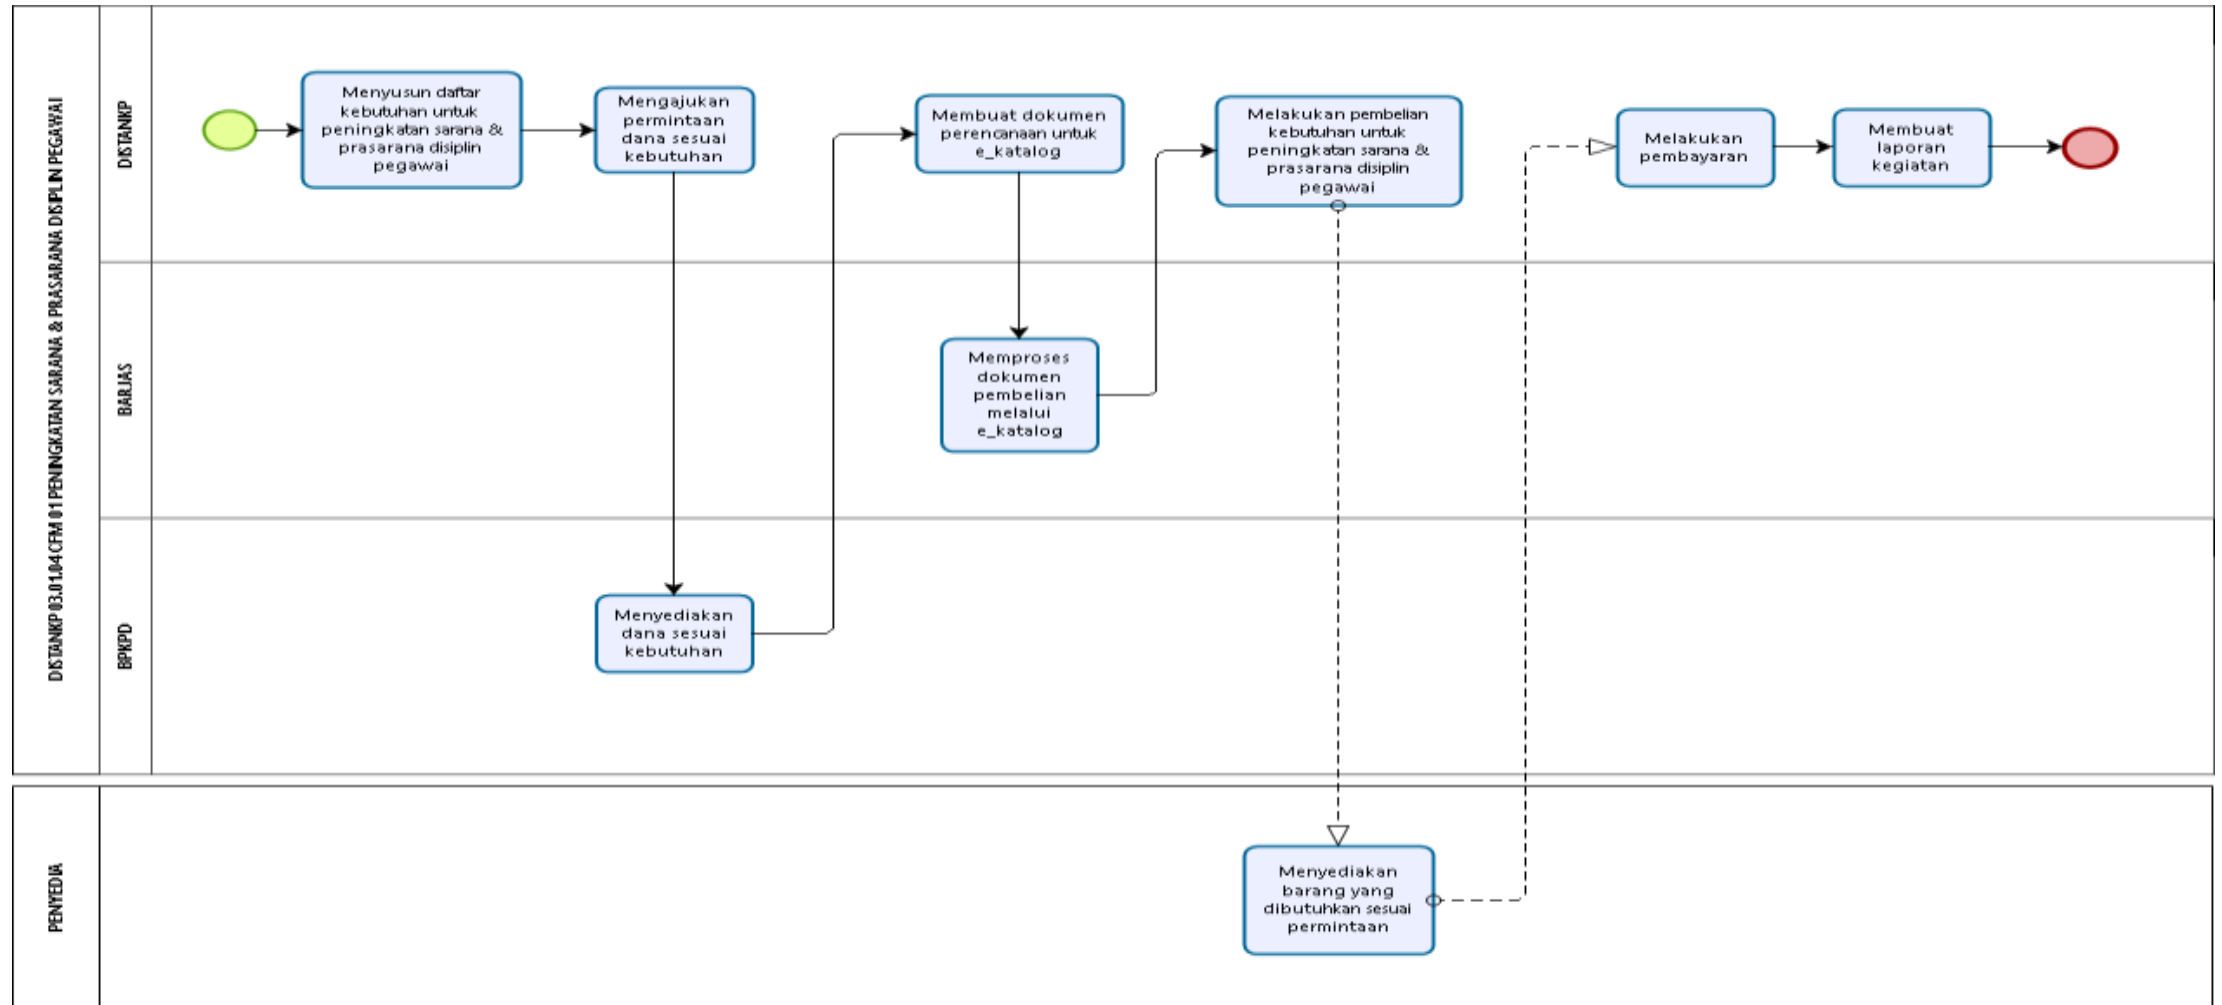 DISTANKP 03.01.04 CFM 01 PENINGKATAN SARANA & PRASARANA DISIPLIN PEGAWAI
DISTANKP
Menyusun daftar
kebutuhan untuk
peningkatan sarana &
prasarana disiplin
pegawai
Mengajukan
permintaan
dana sesuai
kebutuhan
Membuat dokumen
perencanaan untuk
e_katalog
Melakukan pembelian
kebutuhan untuk
peningkatan sarana &
prasarana disiplin
pegawai
Melakukan
pembayaran
Membuat
laporan
kegiatan
BARJAS
Memproses
dokumen
pembelian
melalui
e_katalog
BPKPD
Menyediakan
dana sesuai
kebutuhan
PENYEDIA
Menyediakan
barang yang
dibutuhkan sesuai
permintaan